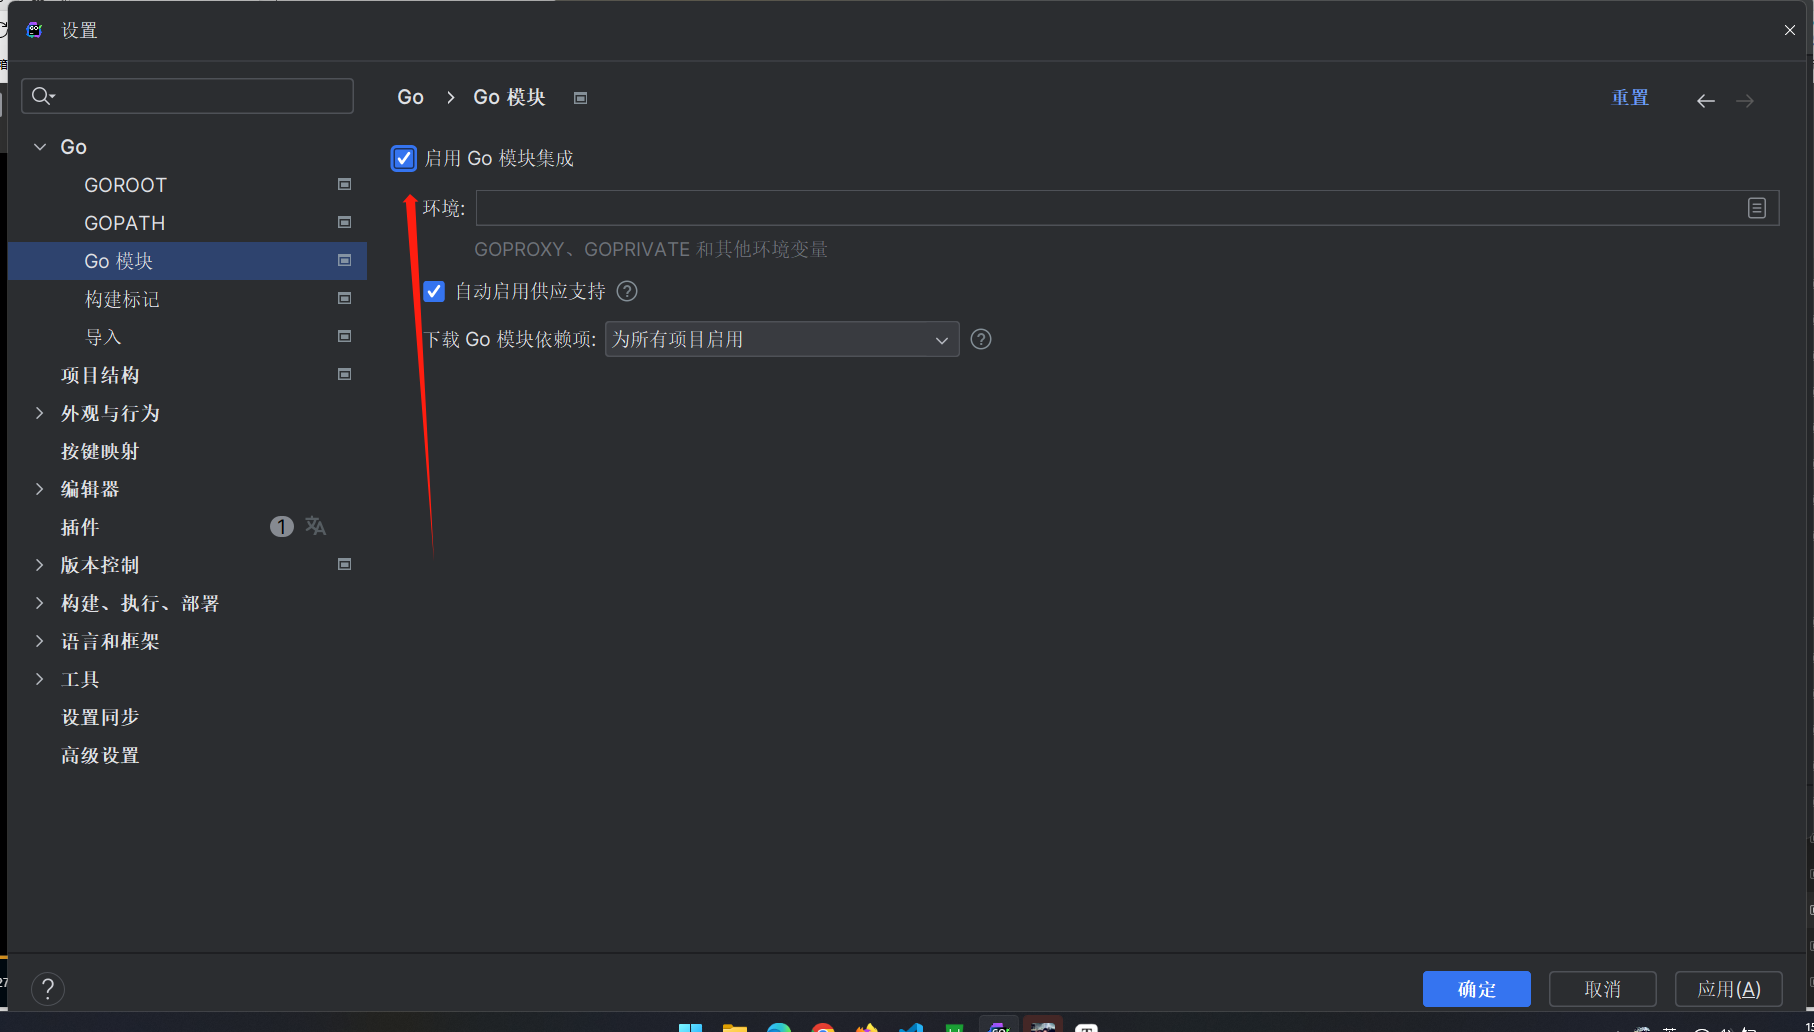 设置
Go
GOROOT
GOPATH
Go 模块
构建标记
导入
项目结构
外观与行为
按键映射
编辑器
插件 1
版本控制
构建、执行、部署
语言和框架
工具
设置同步
高级设置
Go › Go 模块
重置
启用 Go 模块集成
环境:
GOPROXY、GOPRIVATE 和其他环境变量
自动启用供应支持 ?
下载 Go 模块依赖项: 为所有项目启用 ?
?
确定
取消
应用(A)